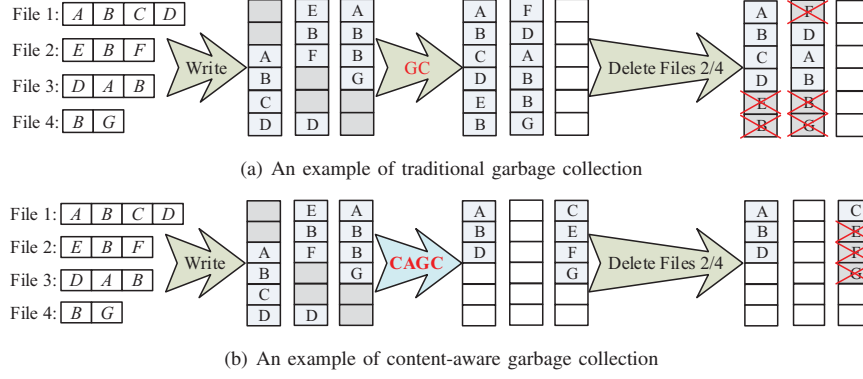 File 1: A B C D
File 2: E B F
File 3: D A B
File 4: B G
Write
A B C D
E B F D
A B B G
GC
A B C D E B
F D A B B G
Delete Files 2/4
A B C D E B
F D A B B G
(a) An example of traditional garbage collection
File 1: A B C D
File 2: E B F
File 3: D A B
File 4: B G
Write
A B C D
E B F D
A B B G
CAGC
A B D
C E F G
Delete Files 2/4
A B D
C E F G
(b) An example of content-aware garbage collection